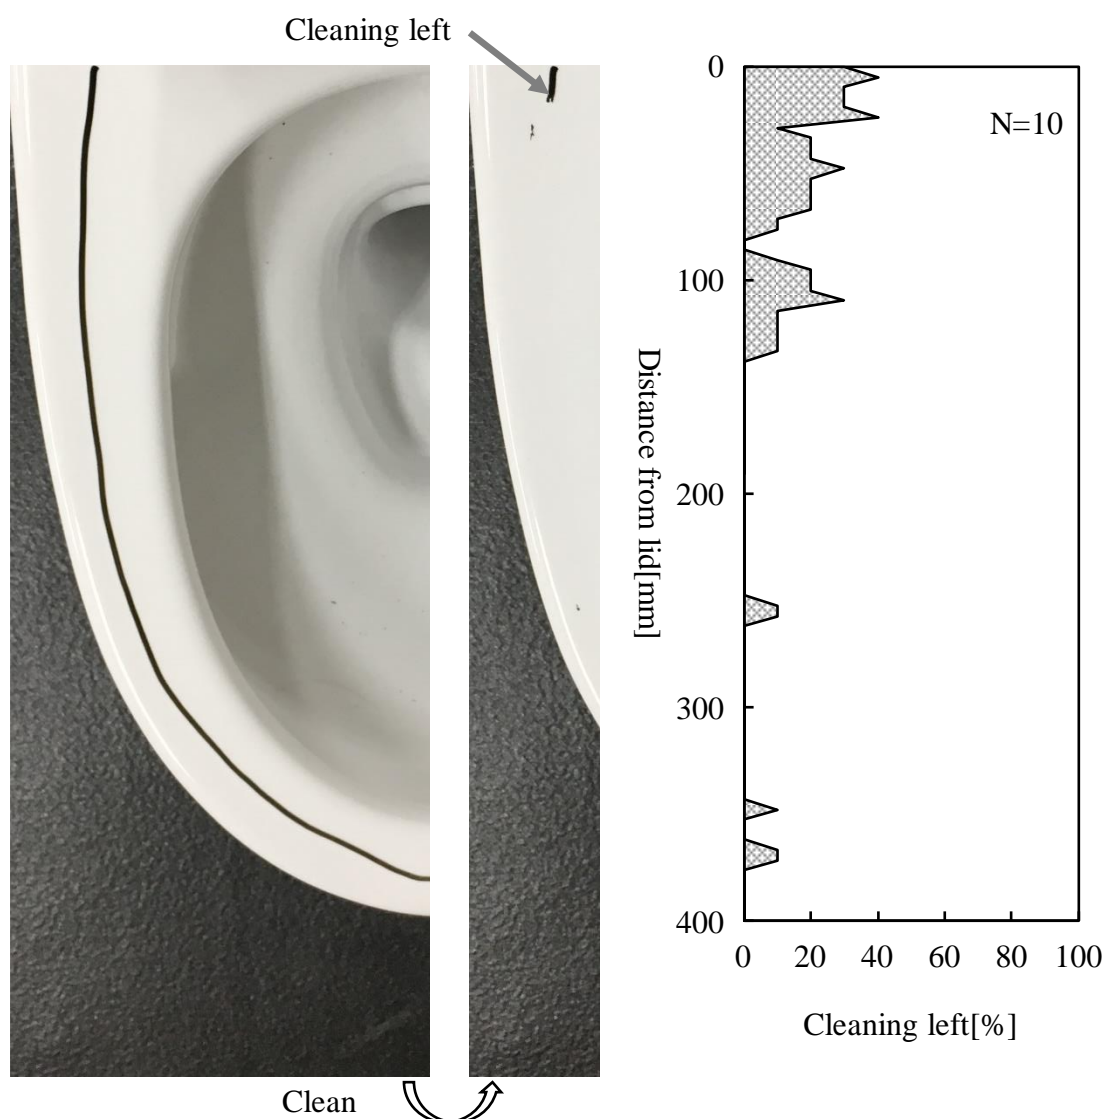 Cleaning left
N=10
0
100
200
300
400
Distance from lid[mm]
0 20 40 60 80 100
Cleaning left[%]
Clean